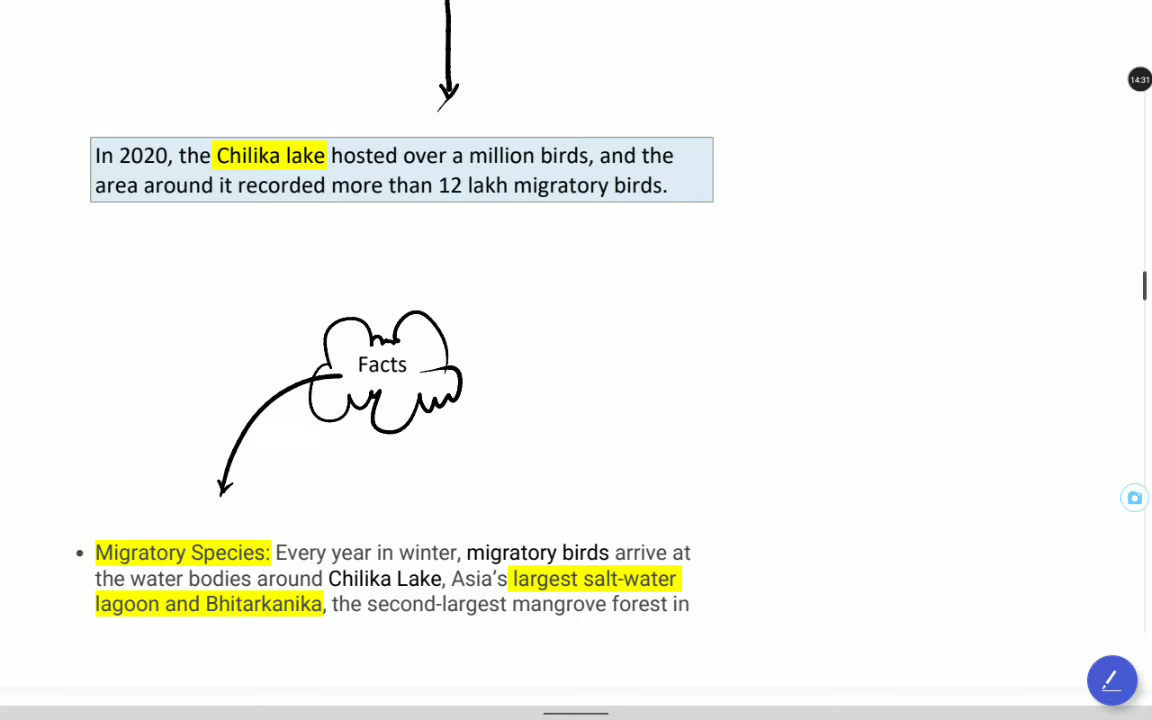 14:31
In 2020, the Chilika lake hosted over a million birds, and the
area around it recorded more than 12 lakh migratory birds.
Facts
• Migratory Species: Every year in winter, migratory birds arrive at
the water bodies around Chilika Lake, Asia’s largest salt-water
lagoon and Bhitarkanika, the second-largest mangrove forest in